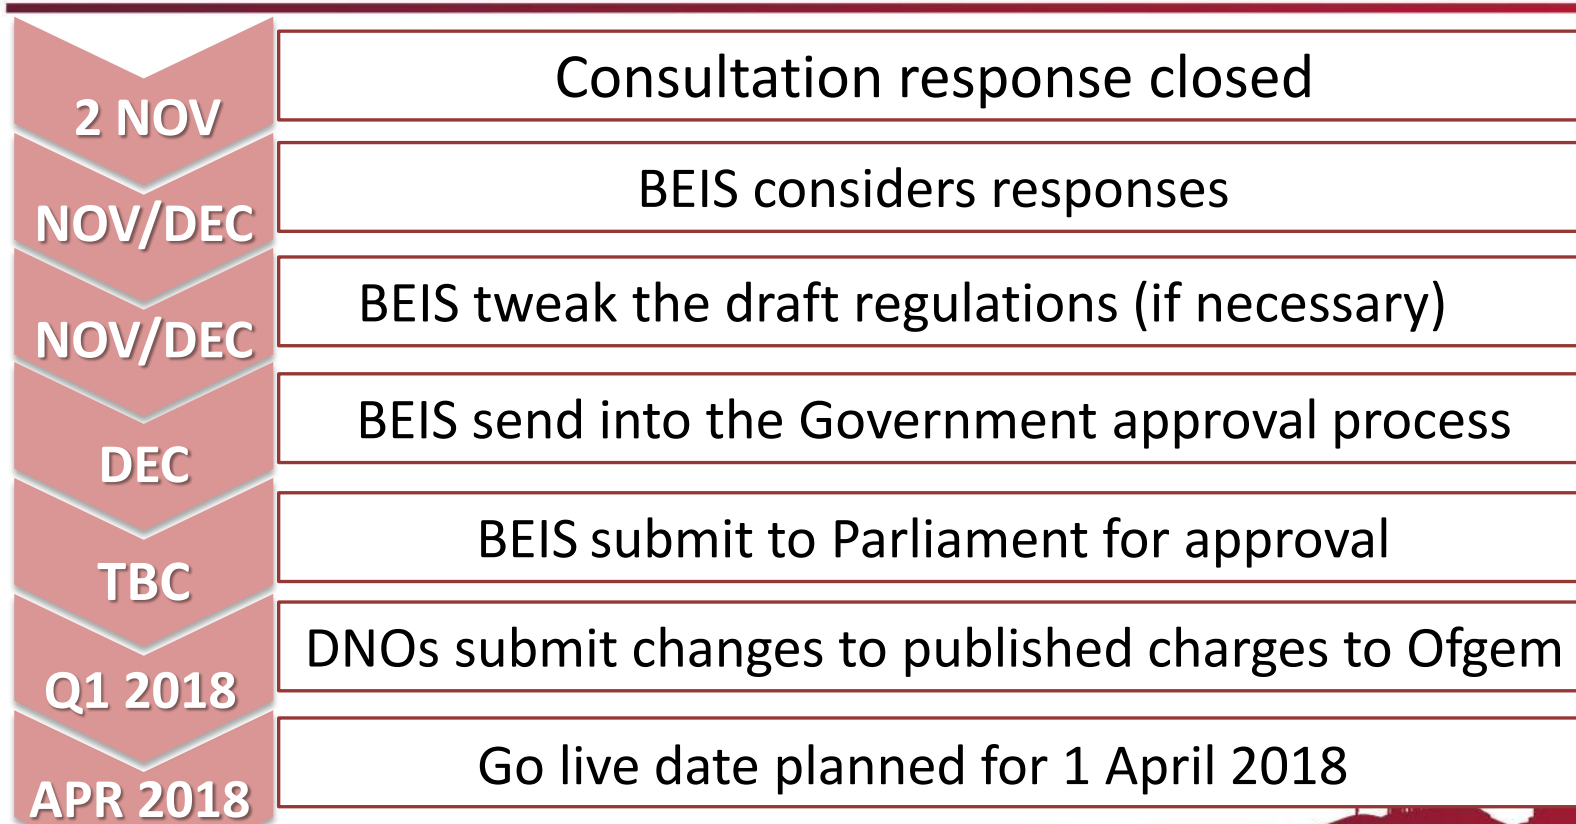 2 NOV
Consultation response closed
NOV/DEC
BEIS considers responses
NOV/DEC
BEIS tweak the draft regulations (if necessary)
DEC
BEIS send into the Government approval process
TBC
BEIS submit to Parliament for approval
Q1 2018
DNOs submit changes to published charges to Ofgem
APR 2018
Go live date planned for 1 April 2018